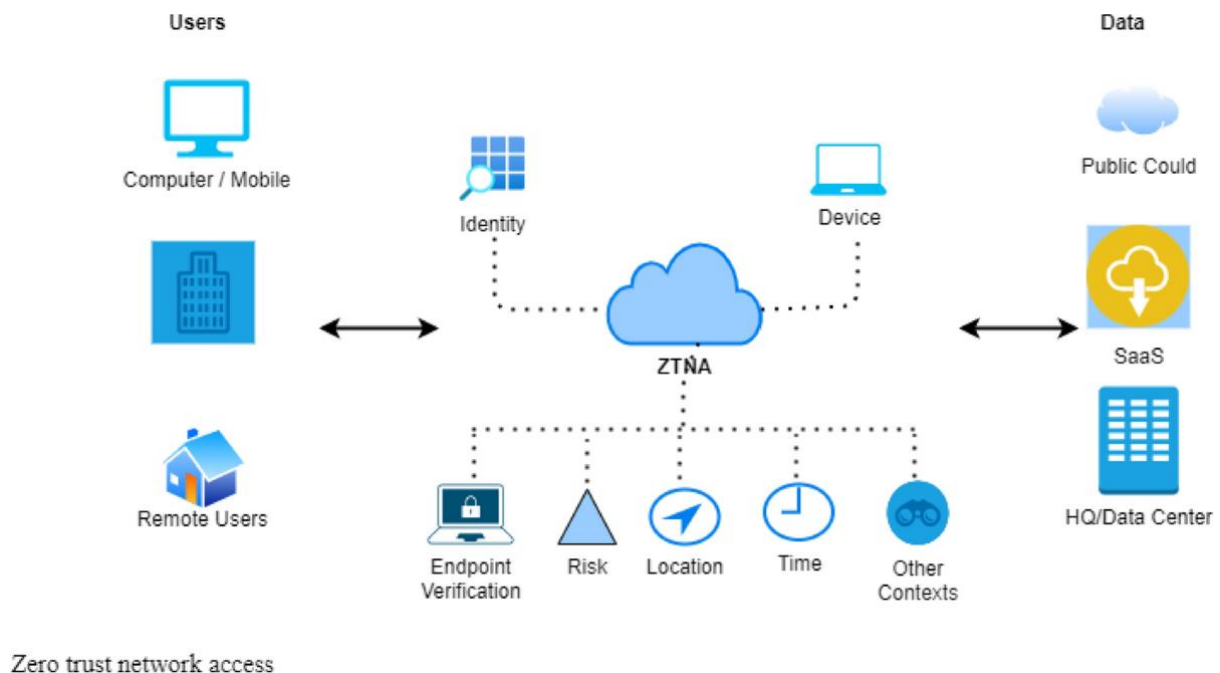 Users
Data
Computer / Mobile
Public Could
Identity
Device
ZTNA
SaaS
Remote Users
HQ/Data Center
Endpoint
Verification
Risk
Location
Time
Other
Contexts
Zero trust network access